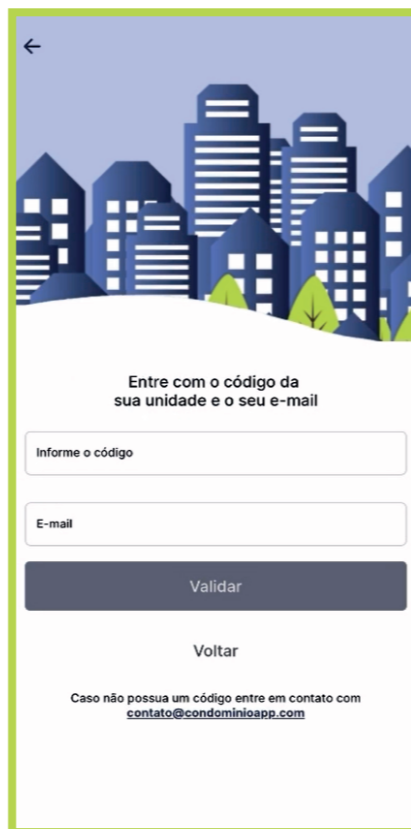 Entre com o código da
sua unidade e o seu e-mail
Informe o código
E-mail
Validar
Voltar
Caso não possua um código entre em contato com
contato@condominioapp.com